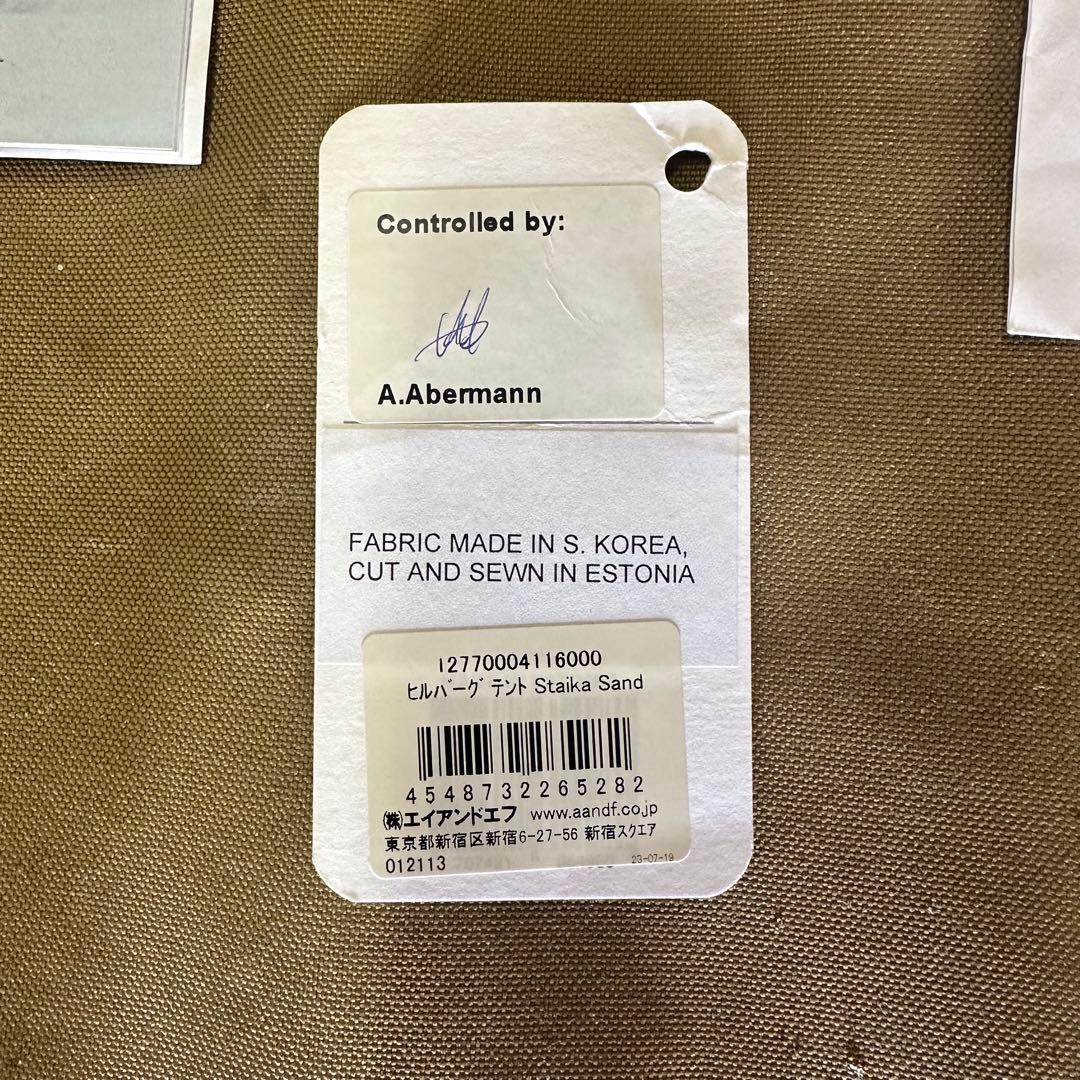 Controlled by:
A.Abermann
FABRIC MADE IN S. KOREA,
CUT AND SEWN IN ESTONIA
12770004116000
ﾋﾙﾊﾞｰｸﾞ ﾃﾝﾄ Staika Sand
4548732265282
㈱エイアンドエフ www.aandf.co.jp
東京都新宿区新宿6-27-56 新宿ｽｸｴｱ
012113 23-07-19